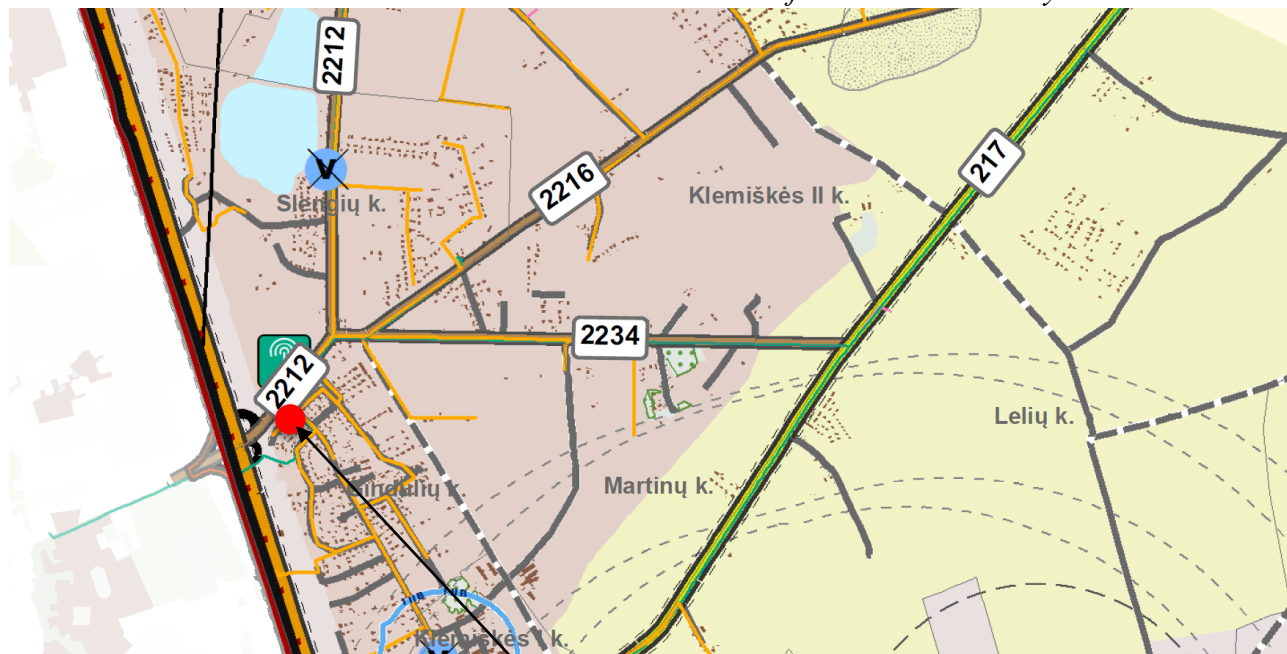 2212
V
Slengių k.
2216
Klemiškės II k.
217
2234
2212
Lelių k.
Martinų k.
Klemiškės I k.